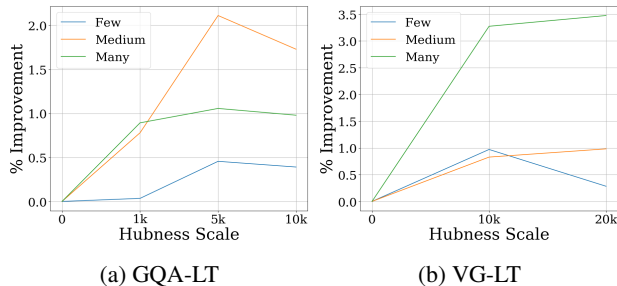 Few
Medium
Many
2.0
1.5
1.0
0.5
0.0
% Improvement
0 1k 5k 10k
Hubness Scale
(a) GQA-LT
Few
Medium
Many
3.5
3.0
2.5
2.0
1.5
1.0
0.5
0.0
% Improvement
0 10k 20k
Hubness Scale
(b) VG-LT